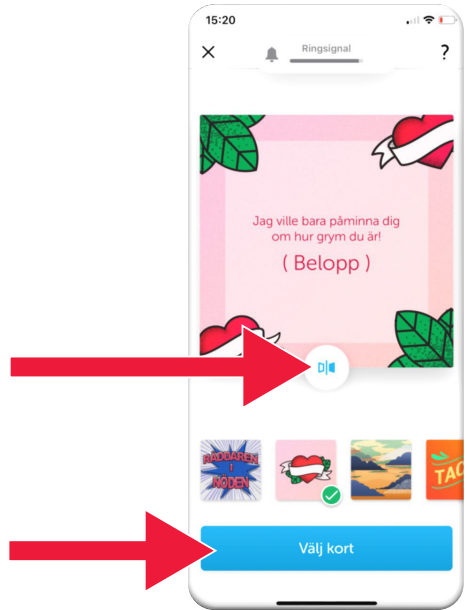 15:20
Ringsignal
?
Jag ville bara påminna dig
om hur grym du är!
( Belopp )
RÄDDAREN
I
NÖDEN
TAC
Välj kort